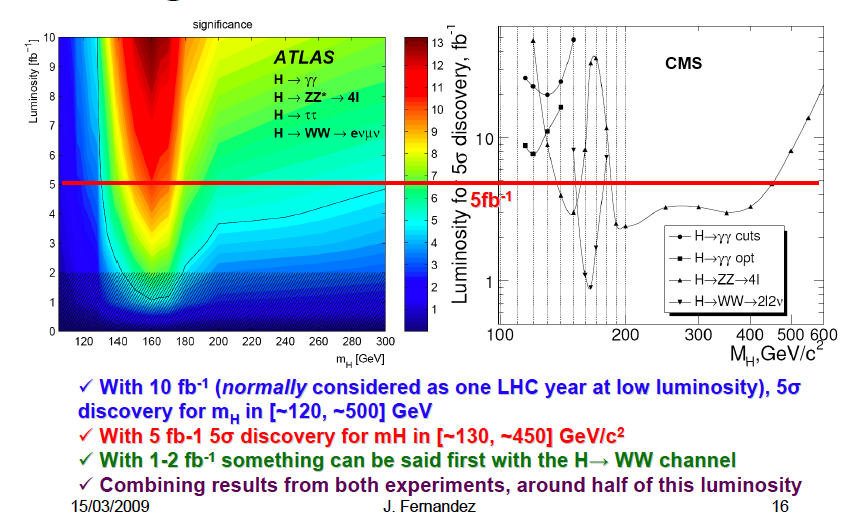 significance
ATLAS
H → γγ
H → ZZ* → 4l
H → ττ
H → WW → eνμν
Luminosity [fb⁻¹]
10
9
8
7
6
5
4
3
2
1
0
120 140 160 180 200 220 240 260 280 300
m_H [GeV]
13
12
11
10
9
8
7
6
5
4
3
2
1
Luminosity for 5σ discovery, fb⁻¹
10
1
CMS
5fb⁻¹
H→γγ cuts
H→γγ opt
H→ZZ→4l
H→WW→2l2ν
100 200 300 400 500 600
M_H,GeV/c²
✓ With 10 fb⁻¹ (normally considered as one LHC year at low luminosity), 5σ
discovery for m_H in [~120, ~500] GeV
✓ With 5 fb-1 5σ discovery for mH in [~130, ~450] GeV/c²
✓ With 1-2 fb⁻¹ something can be said first with the H→ WW channel
✓ Combining results from both experiments, around half of this luminosity
15/03/2009 J. Fernandez 16